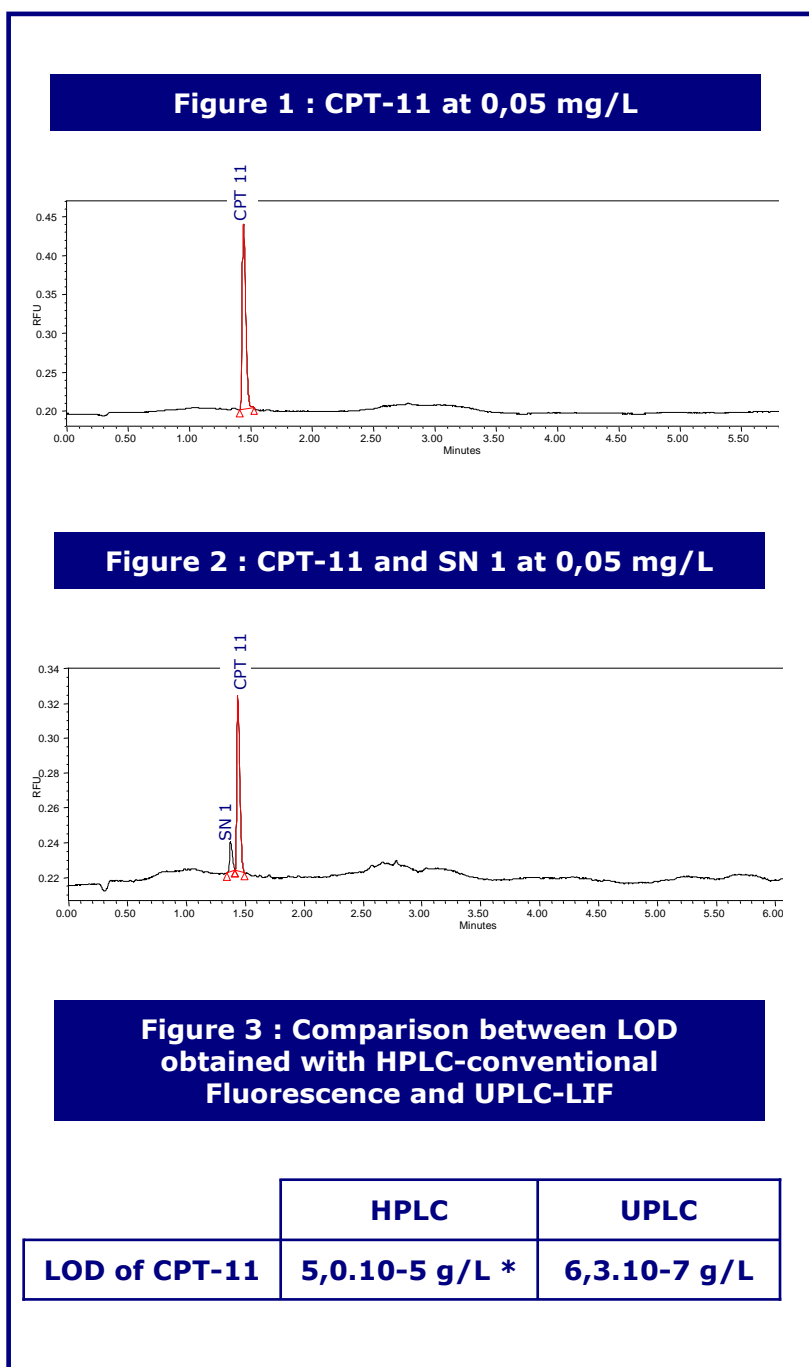 Figure 1 : CPT-11 at 0,05 mg/L
CPT 11
0.45
0.40
0.35
0.30
0.25
0.20
RFU
0.00 0.50 1.00 1.50 2.00 2.50 3.00 3.50 4.00 4.50 5.00 5.50
Minutes
Figure 2 : CPT-11 and SN 1 at 0,05 mg/L
CPT 11
SN 1
0.34
0.32
0.30
0.28
0.26
0.24
0.22
RFU
0.00 0.50 1.00 1.50 2.00 2.50 3.00 3.50 4.00 4.50 5.00 5.50 6.00
Minutes
Figure 3 : Comparison between LOD
obtained with HPLC-conventional
Fluorescence and UPLC-LIF
HPLC UPLC
LOD of CPT-11 5,0.10-5 g/L * 6,3.10-7 g/L